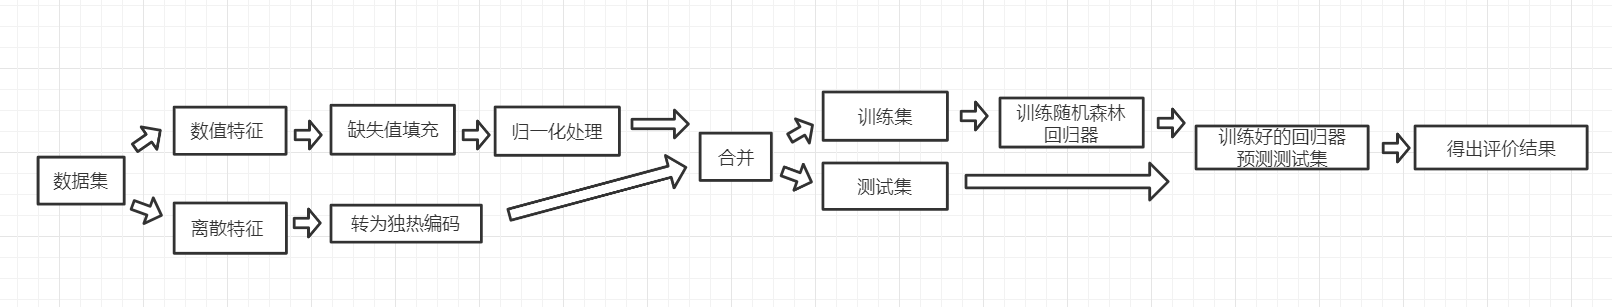 数据集
数值特征
缺失值填充
归一化处理
离散特征
转为独热编码
合并
训练集
训练随机森林
回归器
测试集
训练好的回归器
预测测试集
得出评价结果